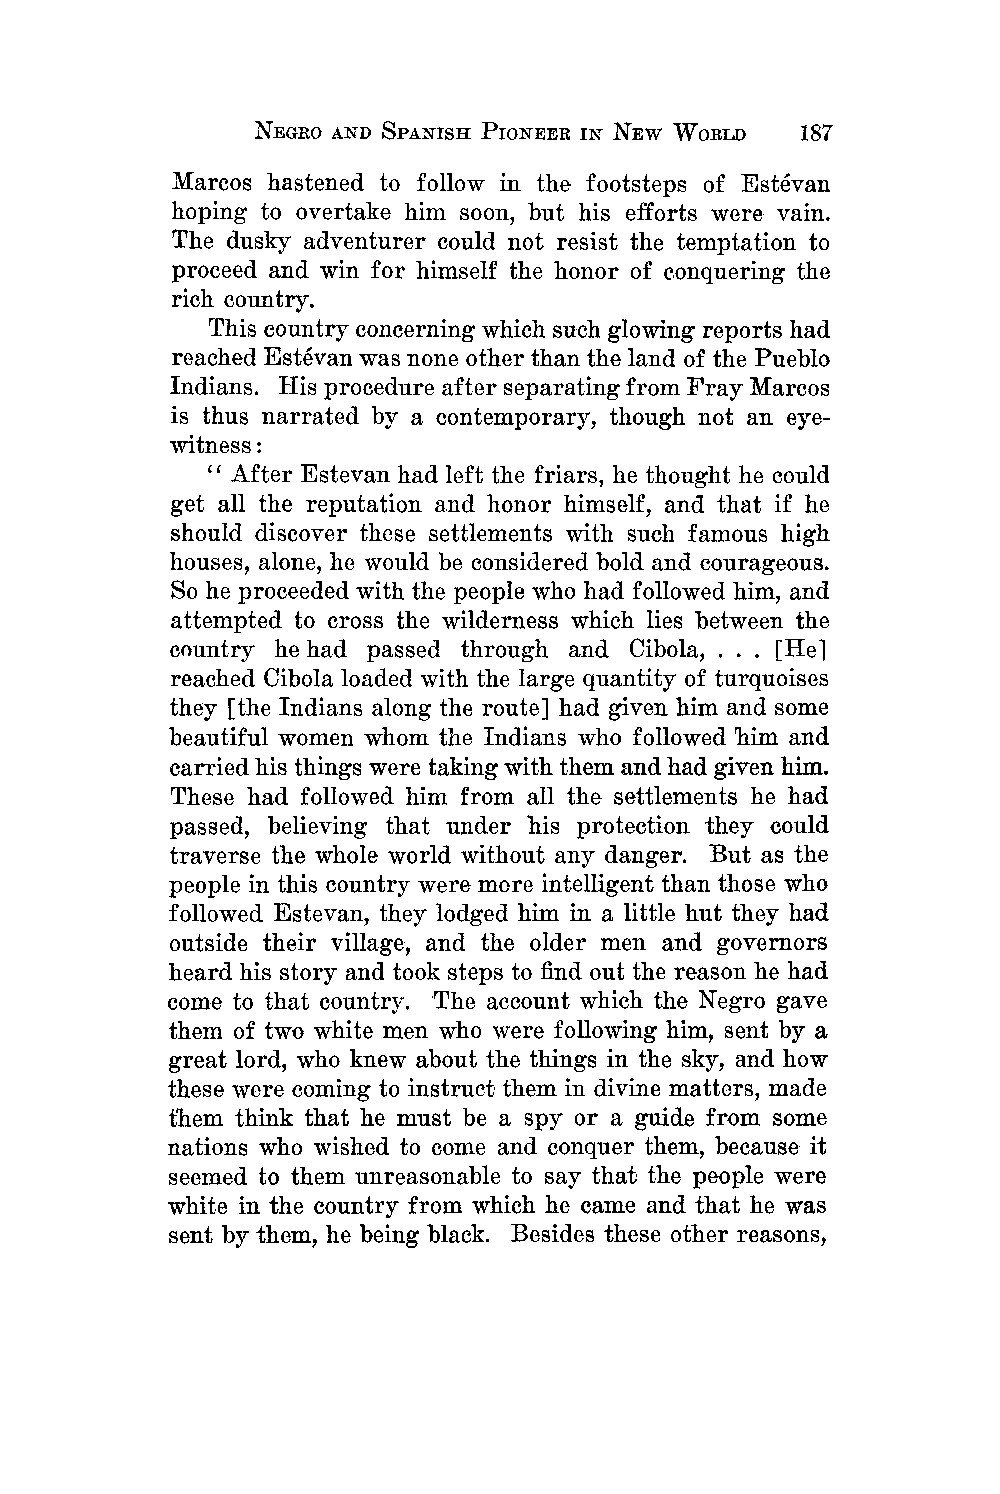 NEGRO AND SPANISH PIONEER IN NEW WORLD 187
Marcos hastened to follow in the footsteps of Estévan
hoping to overtake him soon, but his efforts were vain.
The dusky adventurer could not resist the temptation to
proceed and win for himself the honor of conquering the
rich country.
This country concerning which such glowing reports had
reached Estévan was none other than the land of the Pueblo
Indians. His procedure after separating from Fray Marcos
is thus narrated by a contemporary, though not an eye-
witness:
“ After Estevan had left the friars, he thought he could
get all the reputation and honor himself, and that if he
should discover these settlements with such famous high
houses, alone, he would be considered bold and courageous.
So he proceeded with the people who had followed him, and
attempted to cross the wilderness which lies between the
country he had passed through and Cibola, . . . [He]
reached Cibola loaded with the large quantity of turquoises
they [the Indians along the route] had given him and some
beautiful women whom the Indians who followed him and
carried his things were taking with them and had given him.
These had followed him from all the settlements he had
passed, believing that under his protection they could
traverse the whole world without any danger. But as the
people in this country were more intelligent than those who
followed Estevan, they lodged him in a little hut they had
outside their village, and the older men and governors
heard his story and took steps to find out the reason he had
come to that country. The account which the Negro gave
them of two white men who were following him, sent by a
great lord, who knew about the things in the sky, and how
these were coming to instruct them in divine matters, made
them think that he must be a spy or a guide from some
nations who wished to come and conquer them, because it
seemed to them unreasonable to say that the people were
white in the country from which he came and that he was
sent by them, he being black. Besides these other reasons,